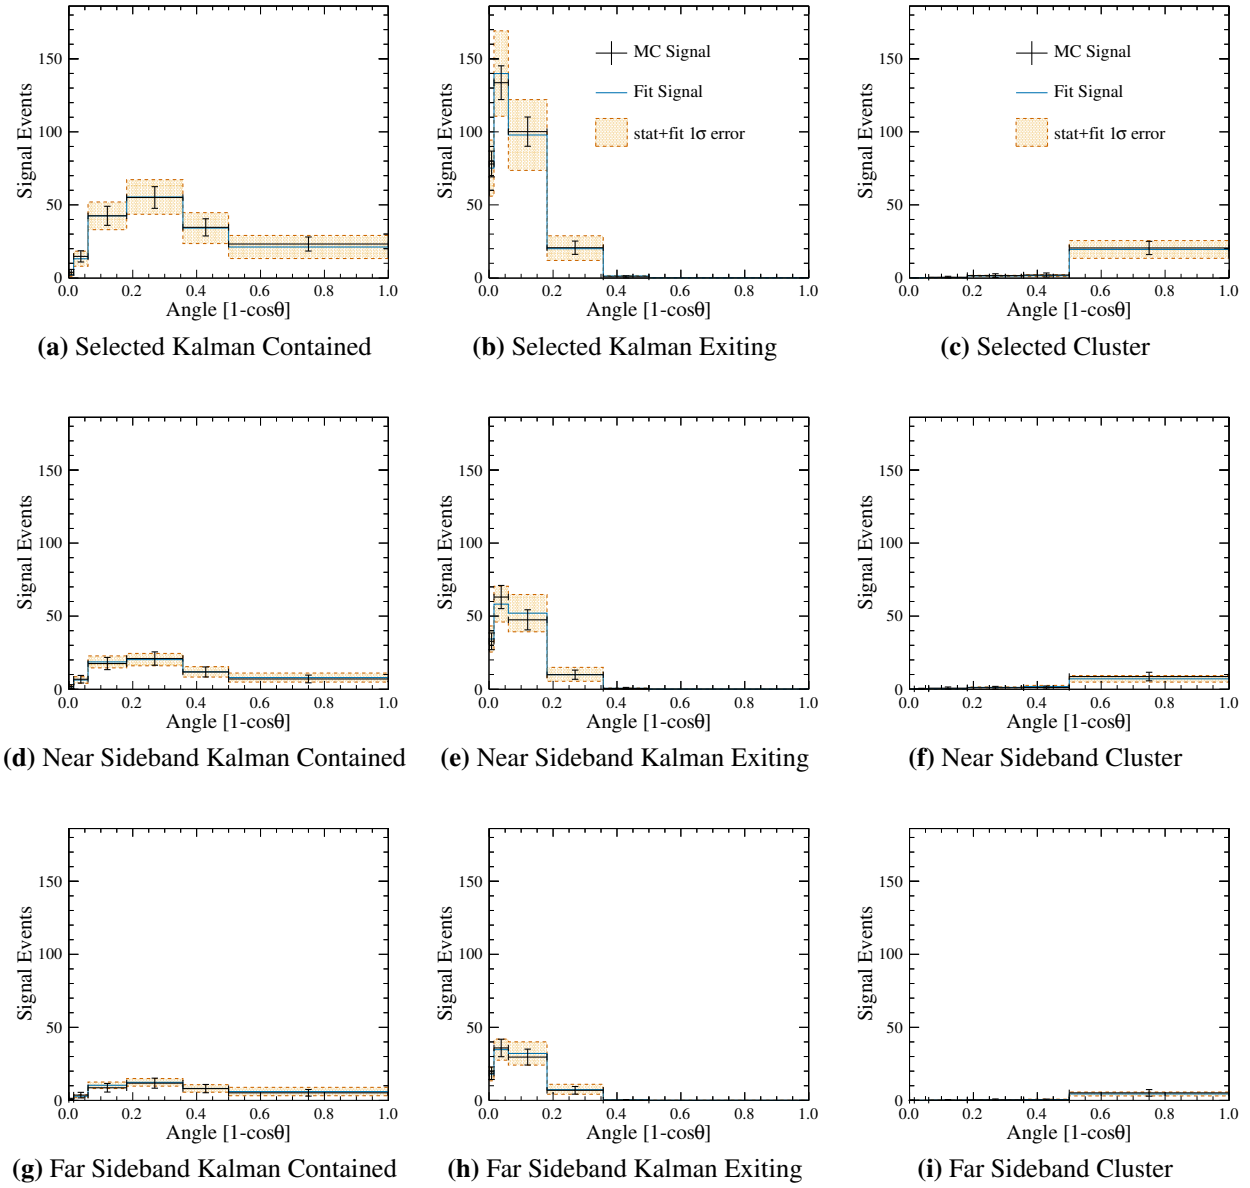 150
100
50
0
Signal Events
0.0 0.2 0.4 0.6 0.8 1.0
Angle [1-cosθ]
(a) Selected Kalman Contained
150
100
50
0
Signal Events
MC Signal
Fit Signal
stat+fit 1σ error
0.0 0.2 0.4 0.6 0.8 1.0
Angle [1-cosθ]
(b) Selected Kalman Exiting
150
100
50
0
Signal Events
MC Signal
Fit Signal
stat+fit 1σ error
0.0 0.2 0.4 0.6 0.8 1.0
Angle [1-cosθ]
(c) Selected Cluster
150
100
50
0
Signal Events
0.0 0.2 0.4 0.6 0.8 1.0
Angle [1-cosθ]
(d) Near Sideband Kalman Contained
150
100
50
0
Signal Events
0.0 0.2 0.4 0.6 0.8 1.0
Angle [1-cosθ]
(e) Near Sideband Kalman Exiting
150
100
50
0
Signal Events
0.0 0.2 0.4 0.6 0.8 1.0
Angle [1-cosθ]
(f) Near Sideband Cluster
150
100
50
0
Signal Events
0.0 0.2 0.4 0.6 0.8 1.0
Angle [1-cosθ]
(g) Far Sideband Kalman Contained
150
100
50
0
Signal Events
0.0 0.2 0.4 0.6 0.8 1.0
Angle [1-cosθ]
(h) Far Sideband Kalman Exiting
150
100
50
0
Signal Events
0.0 0.2 0.4 0.6 0.8 1.0
Angle [1-cosθ]
(i) Far Sideband Cluster